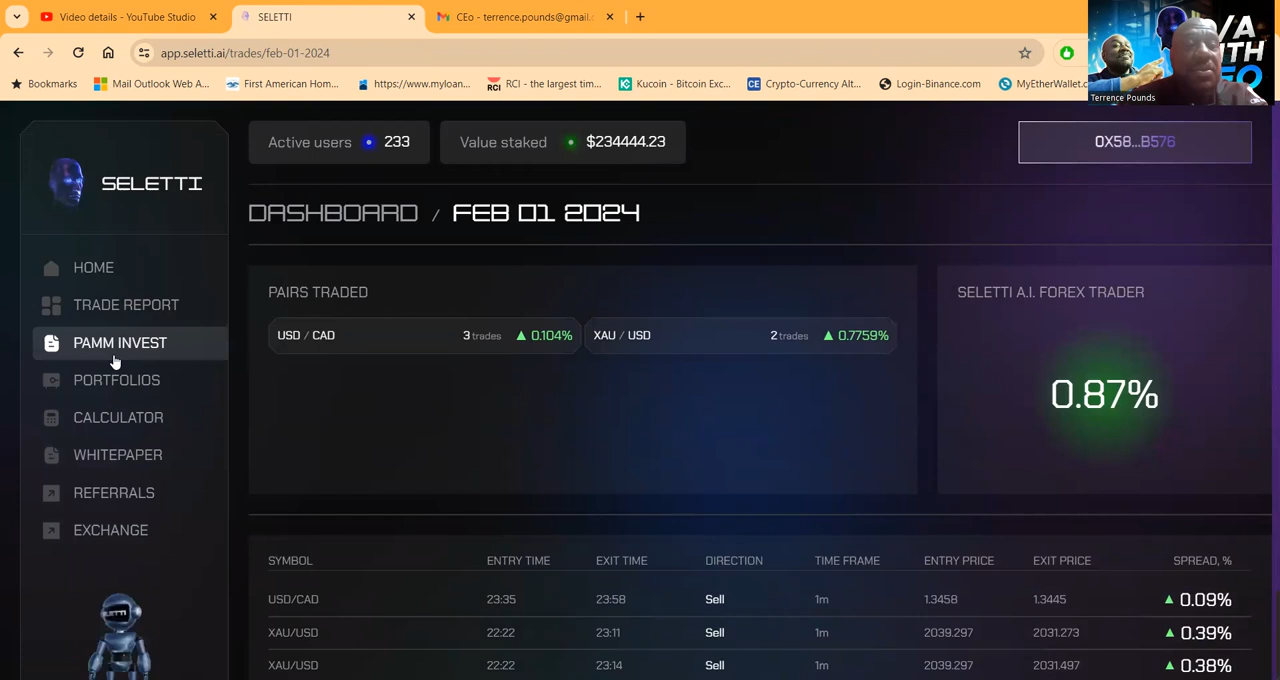 Video details - YouTube Studio
SELETTI
CEo - terrence.pounds@gmail.c
app.seletti.ai/trades/feb-01-2024
Bookmarks
Mail Outlook Web A...
First American Hom...
https://www.myloan...
RCI - the largest tim...
Kucoin - Bitcoin Exc...
Crypto-Currency Alt...
Login-Binance.com
MyEtherWallet.c
/A
ITH
EO
Terrence Pounds
SELETTI
HOME
TRADE REPORT
PAMM INVEST
PORTFOLIOS
CALCULATOR
WHITEPAPER
REFERRALS
EXCHANGE
SELETTI
Active users 233
Value staked $234444.23
0X58...B576
DASHBOARD / FEB 01 2024
PAIRS TRADED
USD / CAD 3 trades ▲ 0.104%
XAU / USD 2 trades ▲ 0.7759%
SELETTI A.I. FOREX TRADER
0.87%
SYMBOL ENTRY TIME EXIT TIME DIRECTION TIME FRAME ENTRY PRICE EXIT PRICE SPREAD, %
USD/CAD 23:35 23:58 Sell 1m 1.3458 1.3445 ▲ 0.09%
XAU/USD 22:22 23:11 Sell 1m 2039.297 2031.273 ▲ 0.39%
XAU/USD 22:22 23:14 Sell 1m 2039.297 2031.497 ▲ 0.38%